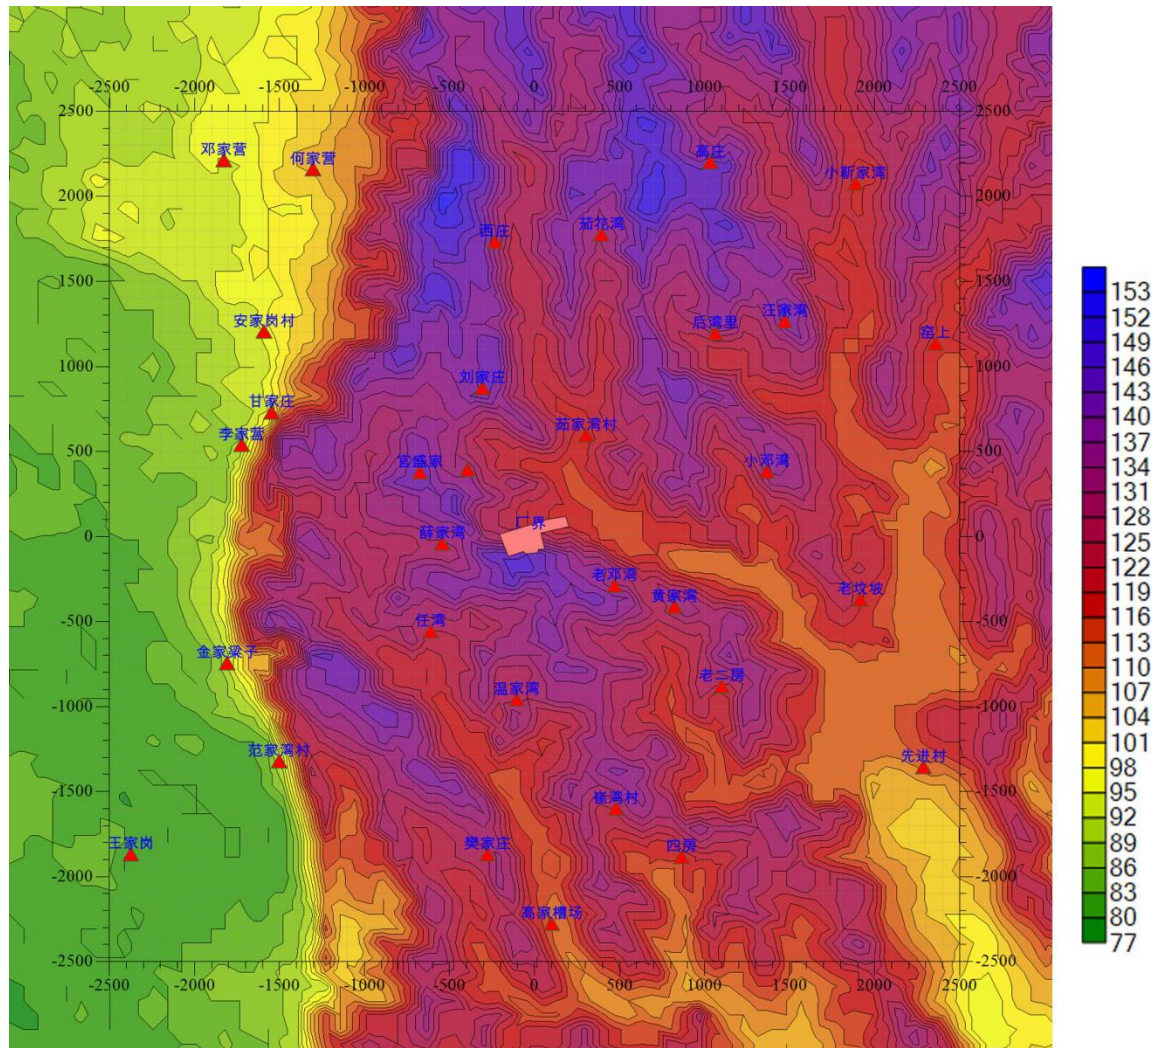 -2500 -2000 -1500 -1000 -500 0 500 1000 1500 2000 2500
2500 2500
邓家营 何家营 高庄 小靳家湾
2000 2000
西庄 茹花湾
1500 1500
安家岗村 后湾里 汪家湾 窑上
1000 1000
刘家庄
甘家庄
李家营 茹家湾村
500 500
官盛家 小邓湾
厂界
0 0
薛家湾
老邓湾 黄家湾 老坟坡
-500 -500
任湾
金家梁子 温家湾 老二房
-1000 -1000
范家湾村 先进村
-1500 -1500
崔湾村
王家岗 樊家庄 四房
-2000 -2000
高家槽场
-2500 -2500
-2500 -2000 -1500 -1000 -500 0 500 1000 1500 2000 2500
153
152
149
146
143
140
137
134
131
128
125
122
119
116
113
110
107
104
101
98
95
92
89
86
83
80
77